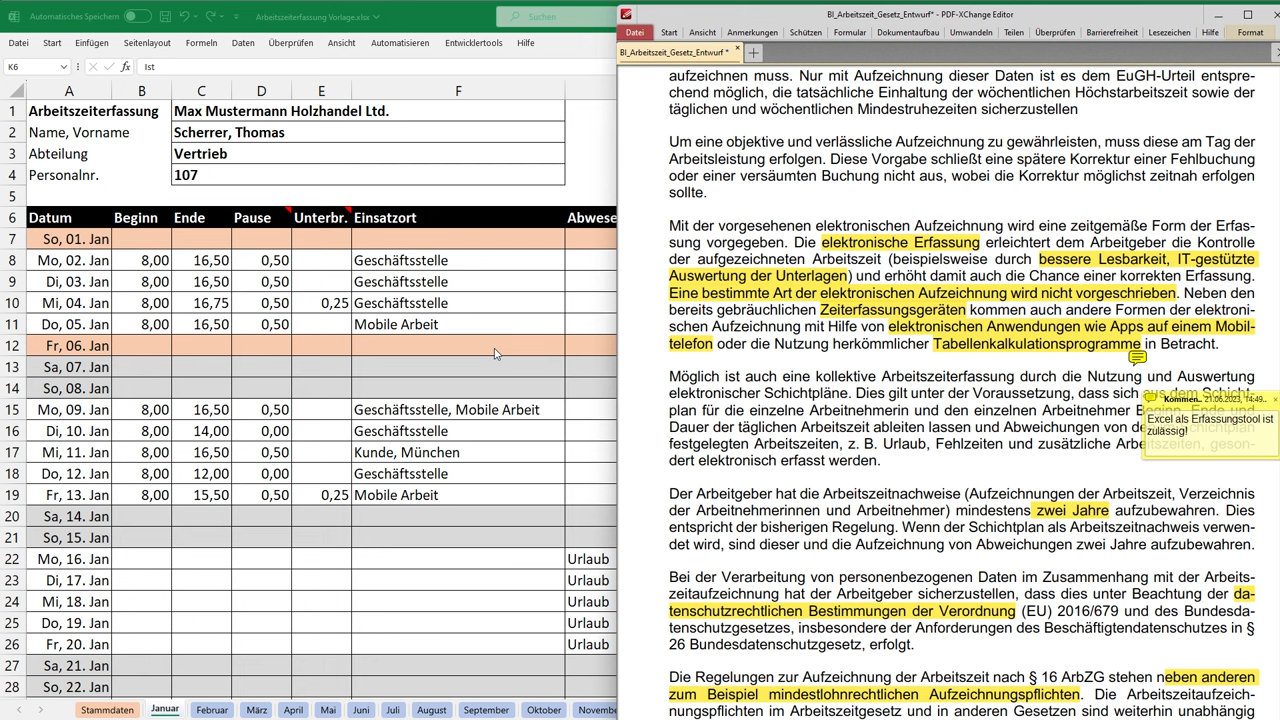 Automatisches Speichern
Arbeitszeiterfassung Vorlage.xlsx
Suchen
Datei Start Einfügen Seitenlayout Formeln Daten Überprüfen Ansicht Automatisieren Entwicklertools Hilfe
K6 fx Ist
A B C D E F
1 Arbeitszeiterfassung Max Mustermann Holzhandel Ltd.
2 Name, Vorname Scherrer, Thomas
3 Abteilung Vertrieb
4 Personalnr. 107
5
6 Datum Beginn Ende Pause Unterbr. Einsatzort Abwese
7 So, 01. Jan
8 Mo, 02. Jan 8,00 16,50 0,50 Geschäftsstelle
9 Di, 03. Jan 8,00 16,50 0,50 Geschäftsstelle
10 Mi, 04. Jan 8,00 16,75 0,50 0,25 Geschäftsstelle
11 Do, 05. Jan 8,00 16,50 0,50 Mobile Arbeit
12 Fr, 06. Jan
13 Sa, 07. Jan
14 So, 08. Jan
15 Mo, 09. Jan 8,00 16,50 0,50 Geschäftsstelle, Mobile Arbeit
16 Di, 10. Jan 8,00 14,00 0,00 Geschäftsstelle
17 Mi, 11. Jan 8,00 16,50 0,50 Kunde, München
18 Do, 12. Jan 8,00 12,00 0,00 Geschäftsstelle
19 Fr, 13. Jan 8,00 15,50 0,50 0,25 Mobile Arbeit
20 Sa, 14. Jan
21 So, 15. Jan
22 Mo, 16. Jan Urlaub
23 Di, 17. Jan Urlaub
24 Mi, 18. Jan Urlaub
25 Do, 19. Jan Urlaub
26 Fr, 20. Jan Urlaub
27 Sa, 21. Jan
28 So, 22. Jan
Stammdaten Januar Februar März April Mai Juni Juli August September Oktober Novembe
BI_Arbeitszeit_Gesetz_Entwurf* - PDF-XChange Editor
Datei Start Ansicht Anmerkungen Schützen Formular Dokumentaufbau Umwandeln Teilen Überprüfen Barrierefreiheit Lesezeichen Hilfe Format
BI_Arbeitszeit_Gesetz_Entwurf *
aufzeichnen muss. Nur mit Aufzeichnung dieser Daten ist es dem EuGH-Urteil entspre-
chend möglich, die tatsächliche Einhaltung der wöchentlichen Höchstarbeitszeit sowie der
täglichen und wöchentlichen Mindestruhezeiten sicherzustellen
Um eine objektive und verlässliche Aufzeichnung zu gewährleisten, muss diese am Tag der
Arbeitsleistung erfolgen. Diese Vorgabe schließt eine spätere Korrektur einer Fehlbuchung
oder einer versäumten Buchung nicht aus, wobei die Korrektur möglichst zeitnah erfolgen
sollte.
Mit der vorgesehenen elektronischen Aufzeichnung wird eine zeitgemäße Form der Erfas-
sung vorgegeben. Die elektronische Erfassung erleichtert dem Arbeitgeber die Kontrolle
der aufgezeichneten Arbeitszeit (beispielsweise durch bessere Lesbarkeit, IT-gestützte
Auswertung der Unterlagen) und erhöht damit auch die Chance einer korrekten Erfassung.
Eine bestimmte Art der elektronischen Aufzeichnung wird nicht vorgeschrieben. Neben den
bereits gebräuchlichen Zeiterfassungsgeräten kommen auch andere Formen der elektroni-
schen Aufzeichnung mit Hilfe von elektronischen Anwendungen wie Apps auf einem Mobil-
telefon oder die Nutzung herkömmlicher Tabellenkalkulationsprogramme in Betracht.
Möglich ist auch eine kollektive Arbeitszeiterfassung durch die Nutzung und Auswertung
elektronischer Schichtpläne. Dies gilt unter der Voraussetzung, dass sich aus dem Schicht-
plan für die einzelne Arbeitnehmerin und den einzelnen Arbeitnehmer Beginn, Ende und
Dauer der täglichen Arbeitszeit ableiten lassen und Abweichungen von den Schichtplan
festgelegten Arbeitszeiten, z. B. Urlaub, Fehlzeiten und zusätzliche Arbeitszeiten, geson-
dert elektronisch erfasst werden.
Kommen.. 21.06.2023, 14:49..
Excel als Erfassungstool ist
zulässig!
Der Arbeitgeber hat die Arbeitszeitnachweise (Aufzeichnungen der Arbeitszeit, Verzeichnis
der Arbeitnehmerinnen und Arbeitnehmer) mindestens zwei Jahre aufzubewahren. Dies
entspricht der bisherigen Regelung. Wenn der Schichtplan als Arbeitszeitnachweis verwen-
det wird, sind dieser und die Aufzeichnung von Abweichungen zwei Jahre aufzubewahren.
Bei der Verarbeitung von personenbezogenen Daten im Zusammenhang mit der Arbeits-
zeitaufzeichnung hat der Arbeitgeber sicherzustellen, dass dies unter Beachtung der da-
tenschutzrechtlichen Bestimmungen der Verordnung (EU) 2016/679 und des Bundesda-
tenschutzgesetzes, insbesondere der Anforderungen des Beschäftigtendatenschutzes in §
26 Bundesdatenschutzgesetz, erfolgt.
Die Regelungen zur Aufzeichnung der Arbeitszeit nach § 16 ArbZG stehen neben anderen
zum Beispiel mindestlohnrechtlichen Aufzeichnungspflichten. Die Arbeitszeitaufzeich-
nungspflichten im Arbeitszeitgesetz und in anderen Gesetzen sind weiterhin unabhängig